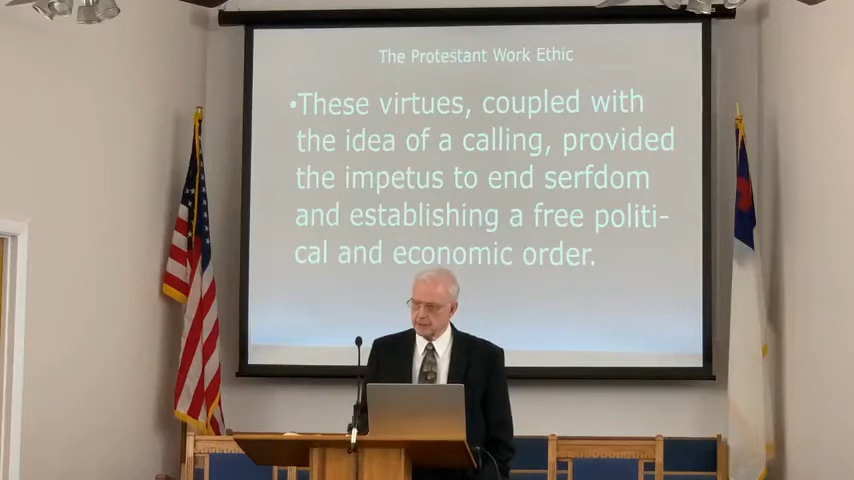 The Protestant Work Ethic
•These virtues, coupled with
the idea of a calling, provided
the impetus to end serfdom
and establishing a free politi-
cal and economic order.